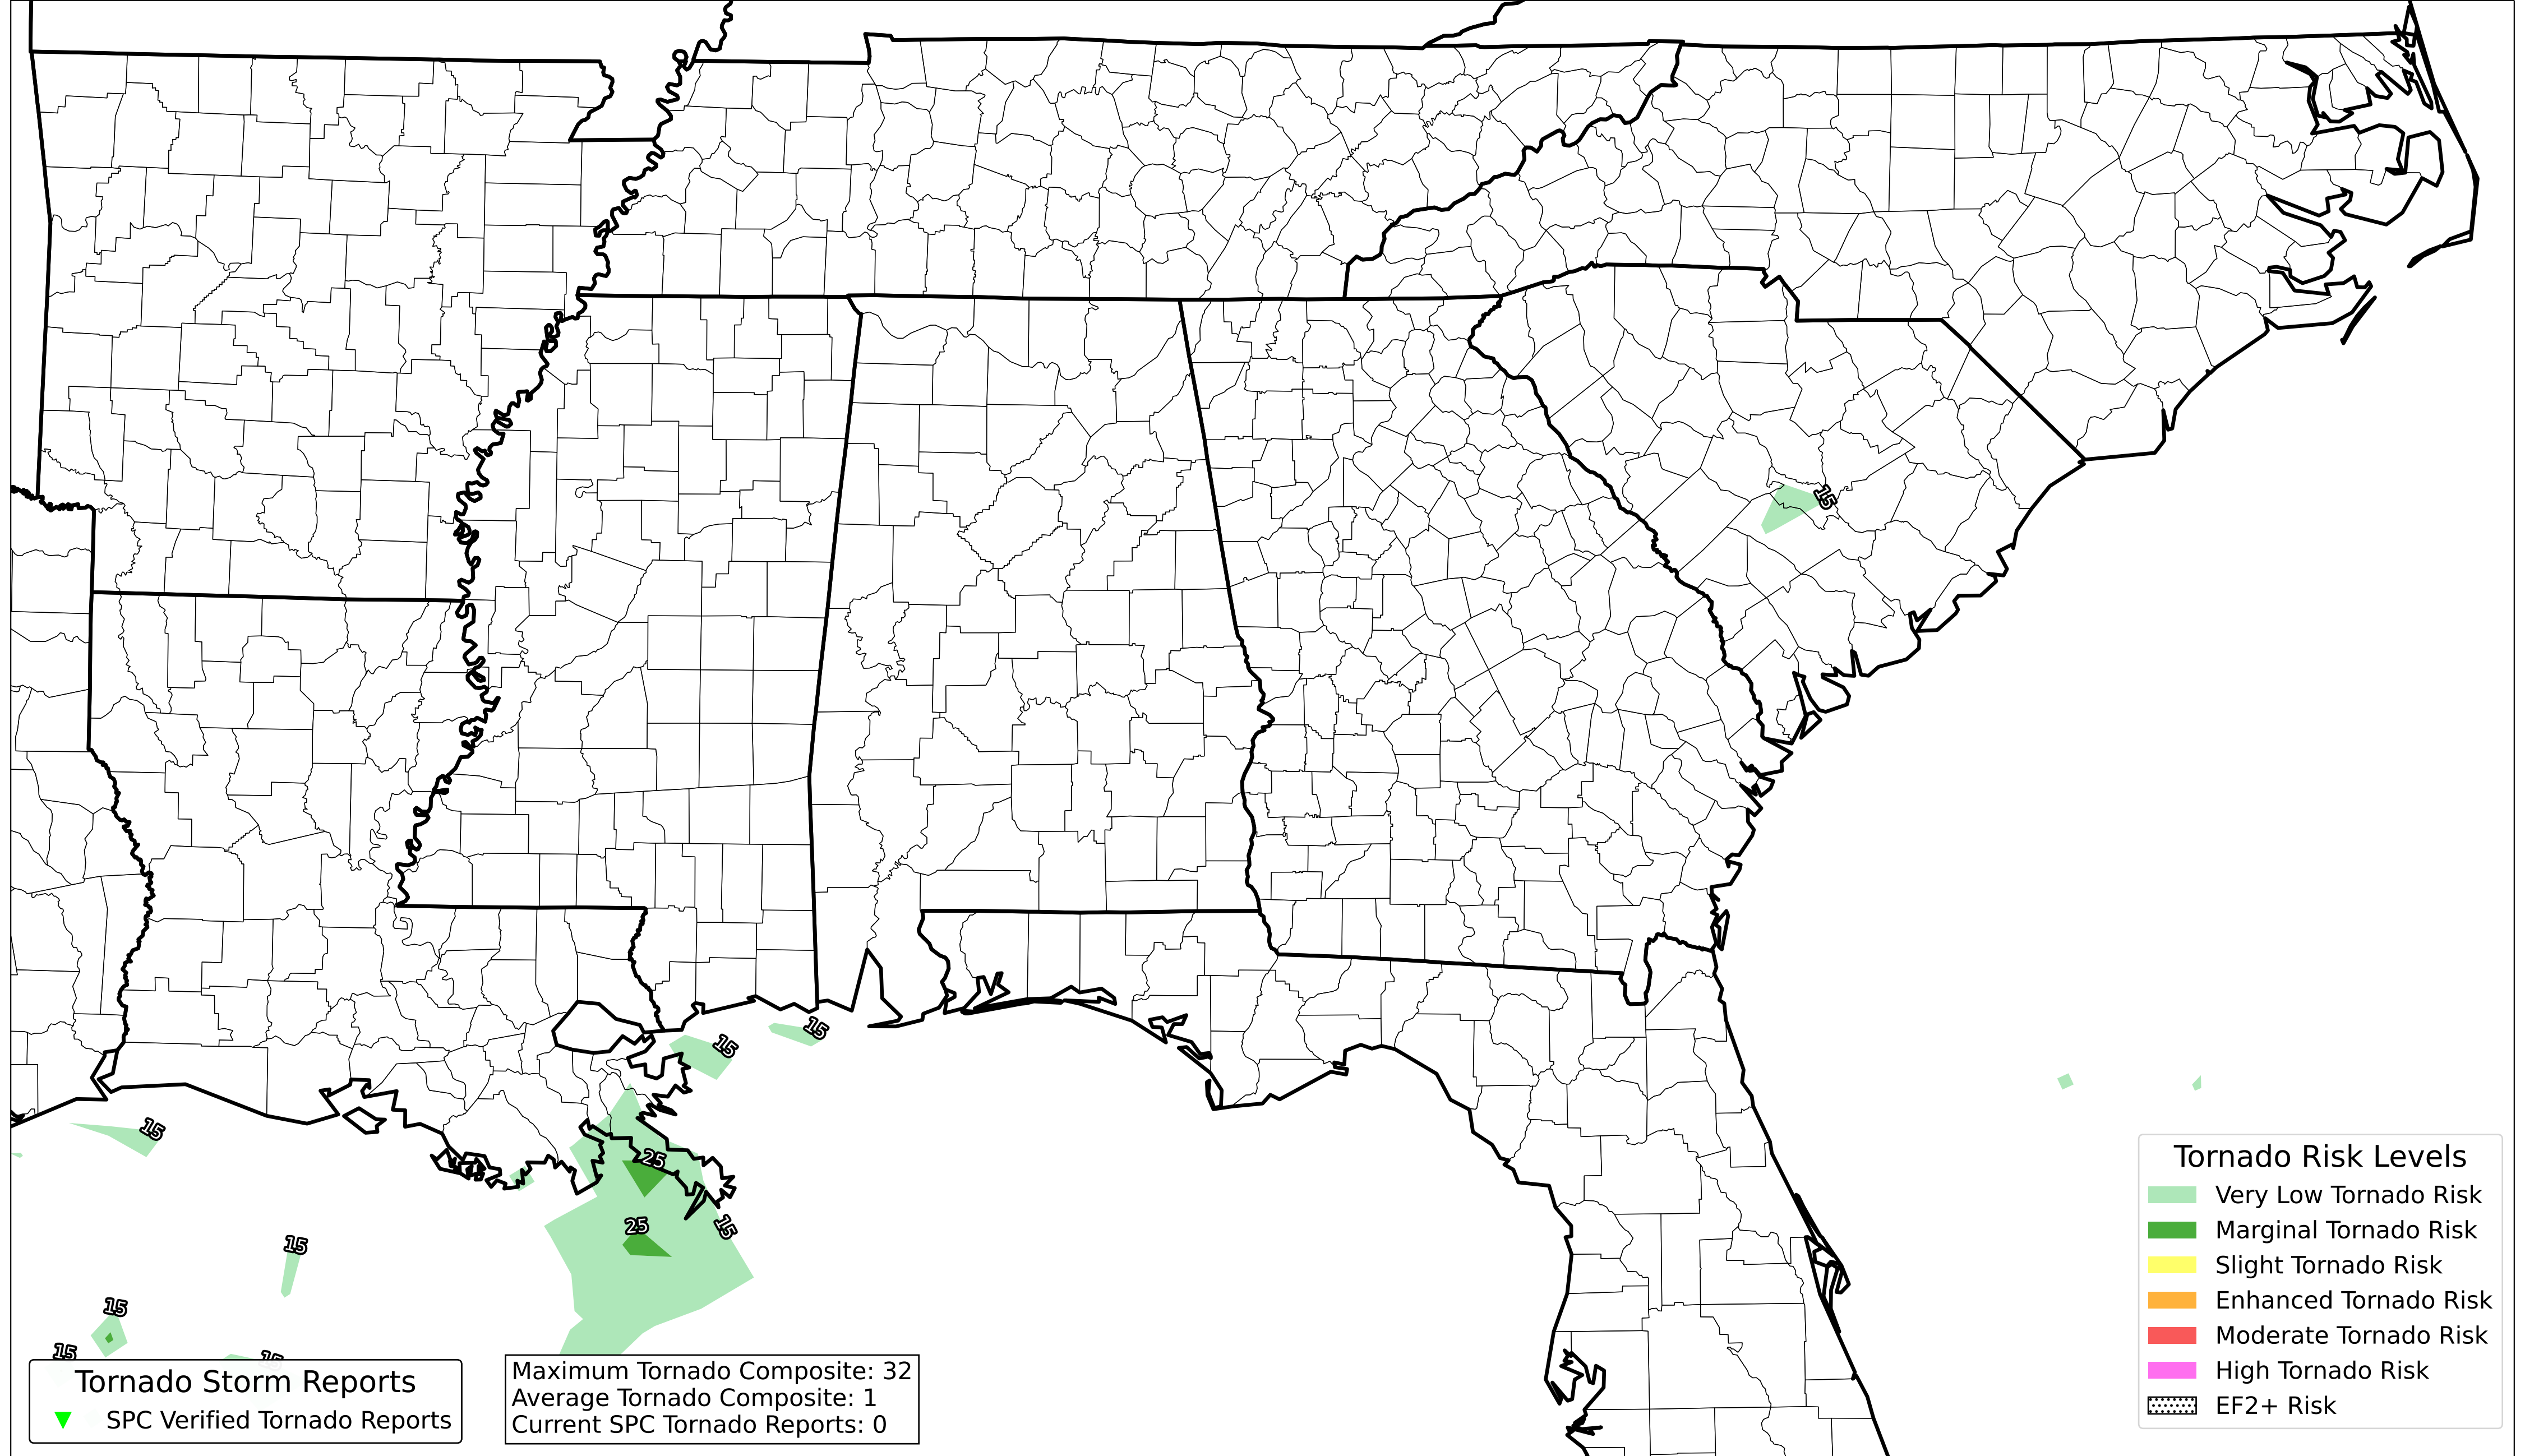 15
15
15
15
25
25
15
15
15
15
15
Tornado Risk Levels
Very Low Tornado Risk
Marginal Tornado Risk
Slight Tornado Risk
Enhanced Tornado Risk
Moderate Tornado Risk
High Tornado Risk
EF2+ Risk
Tornado Storm Reports
SPC Verified Tornado Reports
Maximum Tornado Composite: 32
Average Tornado Composite: 1
Current SPC Tornado Reports: 0